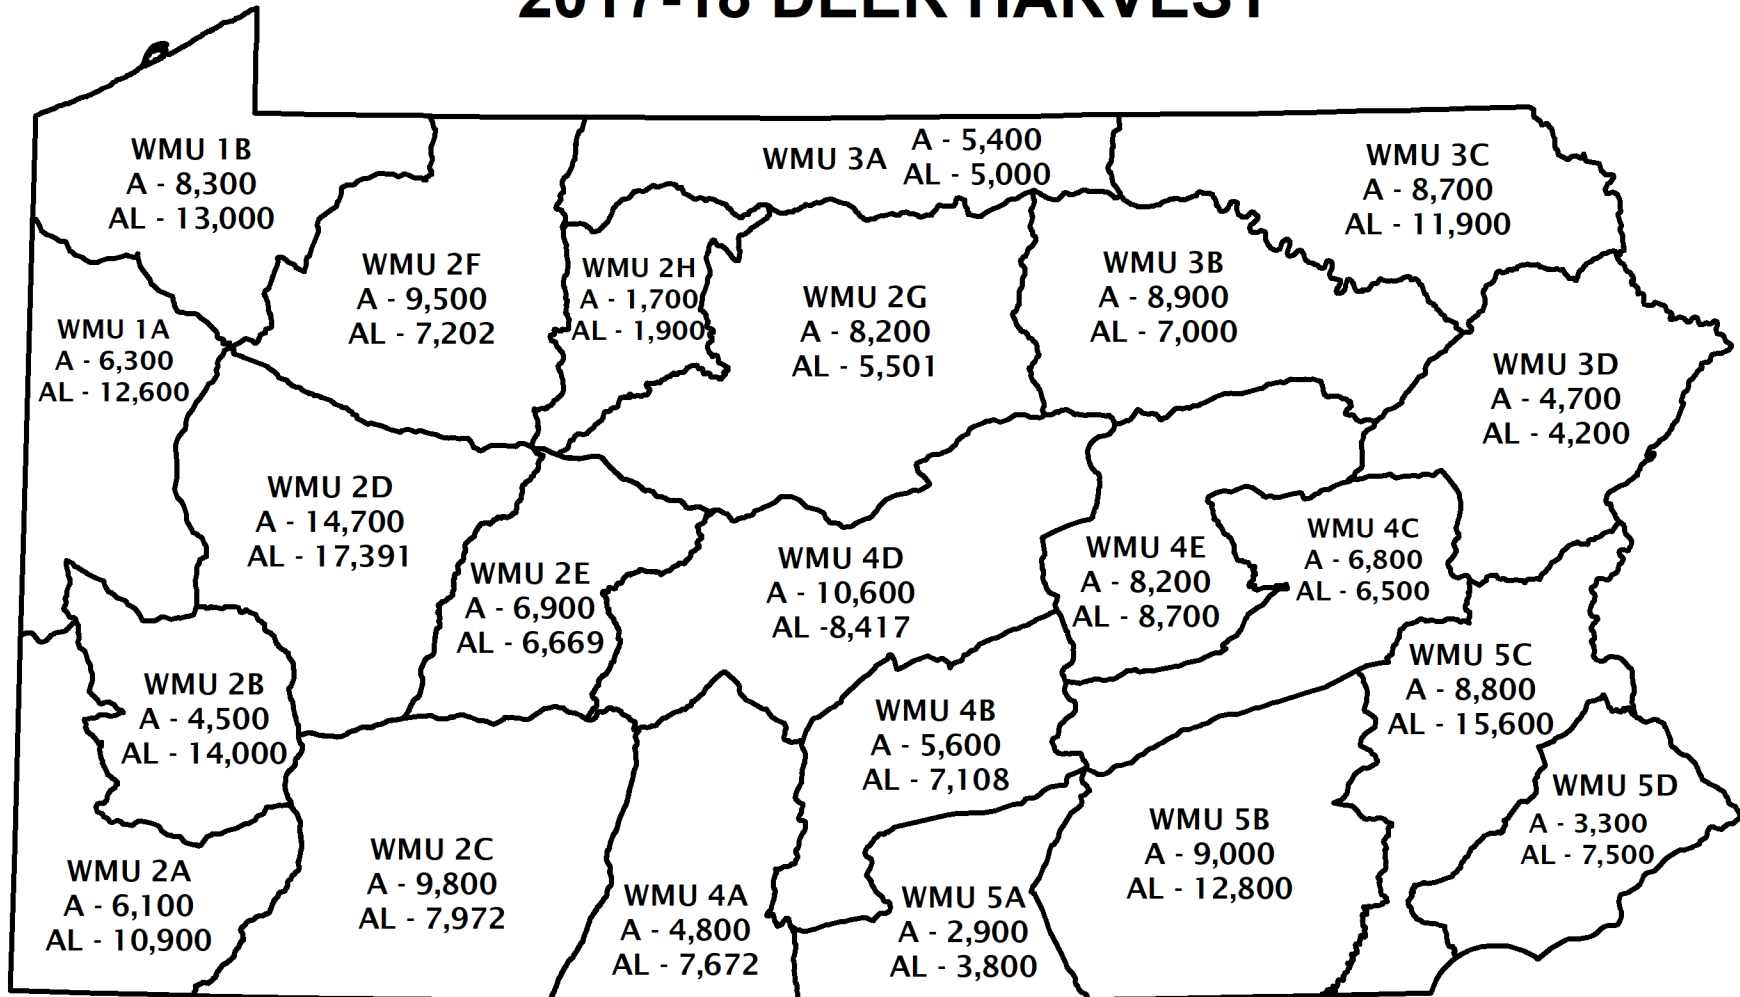 2017-18 DEER HARVEST
WMU 1B
A - 8,300
AL - 13,000
WMU 3A
A - 5,400
AL - 5,000
WMU 3C
A - 8,700
AL - 11,900
WMU 2F
A - 9,500
AL - 7,202
WMU 2H
A - 1,700
AL - 1,900
WMU 2G
A - 8,200
AL - 5,501
WMU 3B
A - 8,900
AL - 7,000
WMU 1A
A - 6,300
AL - 12,600
WMU 3D
A - 4,700
AL - 4,200
WMU 2D
A - 14,700
AL - 17,391
WMU 2E
A - 6,900
AL - 6,669
WMU 4D
A - 10,600
AL -8,417
WMU 4E
A - 8,200
AL - 8,700
WMU 4C
A - 6,800
AL - 6,500
WMU 2B
A - 4,500
AL - 14,000
WMU 4B
A - 5,600
AL - 7,108
WMU 5C
A - 8,800
AL - 15,600
WMU 5D
A - 3,300
AL - 7,500
WMU 2A
A - 6,100
AL - 10,900
WMU 2C
A - 9,800
AL - 7,972
WMU 4A
A - 4,800
AL - 7,672
WMU 5A
A - 2,900
AL - 3,800
WMU 5B
A - 9,000
AL - 12,800